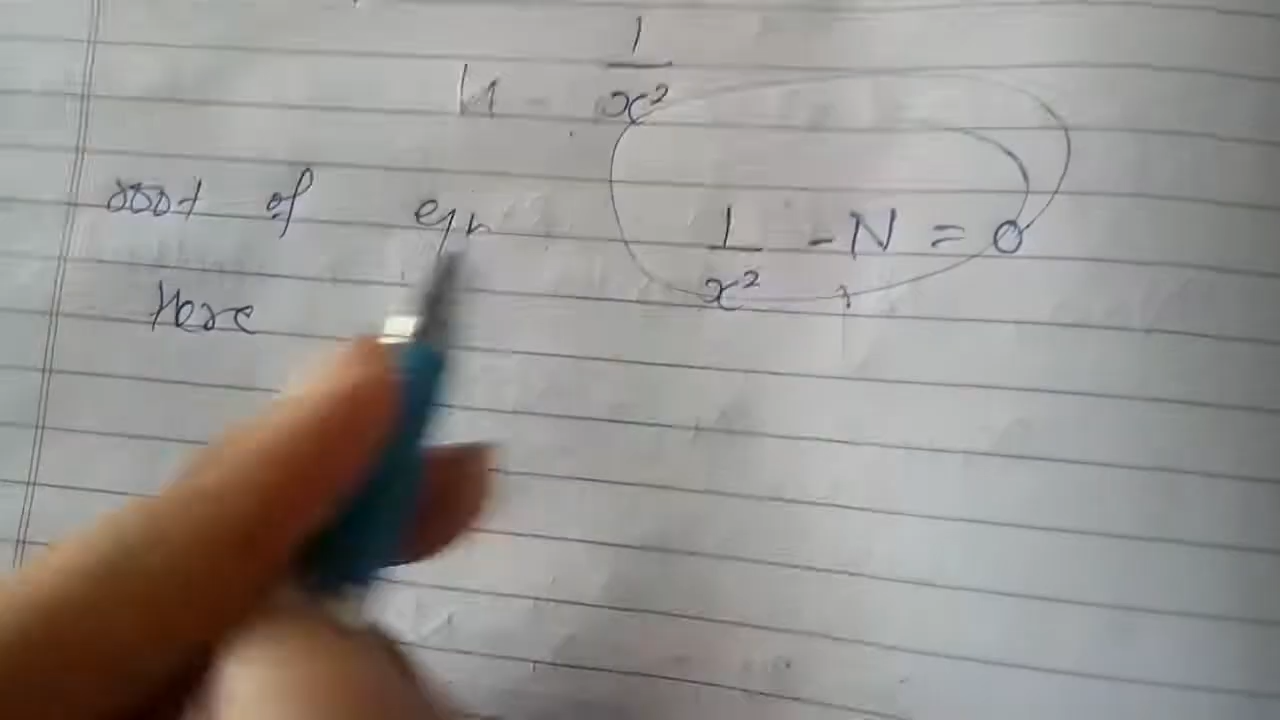 N = 1/x²
root of eqn 1/x² - N = 0
Here